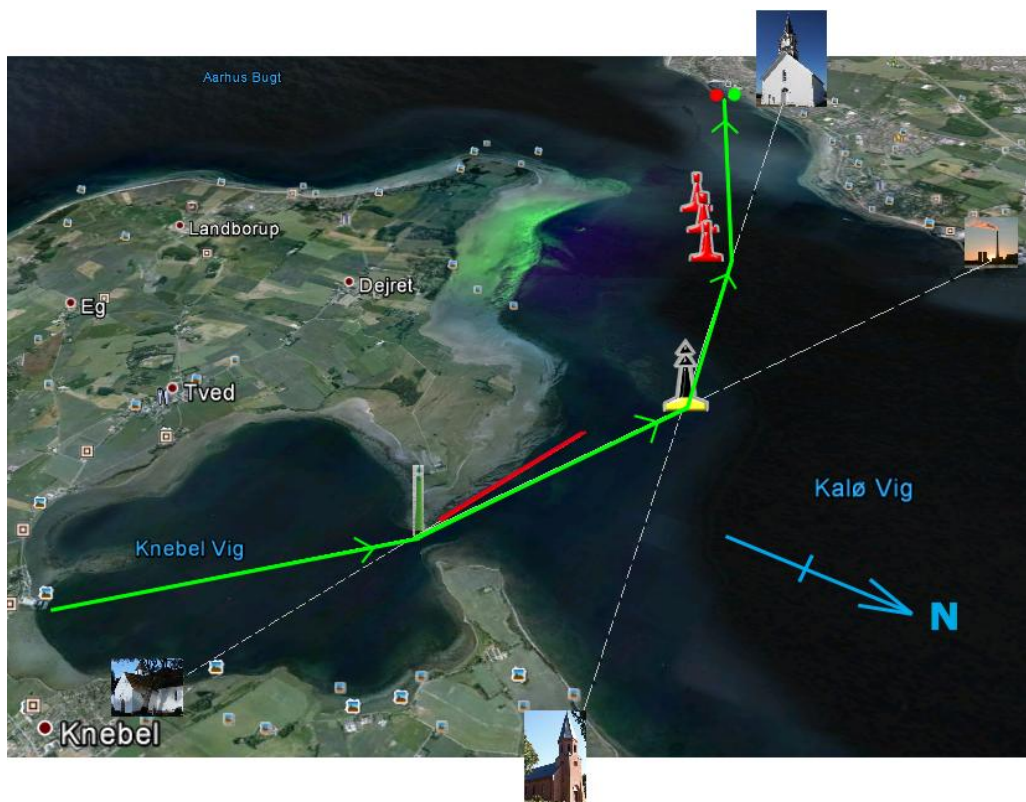 Aarhus Bugt
Landborup
Dejret
Eg
Tved
Kalø Vig
Knebel Vig
N
Knebel